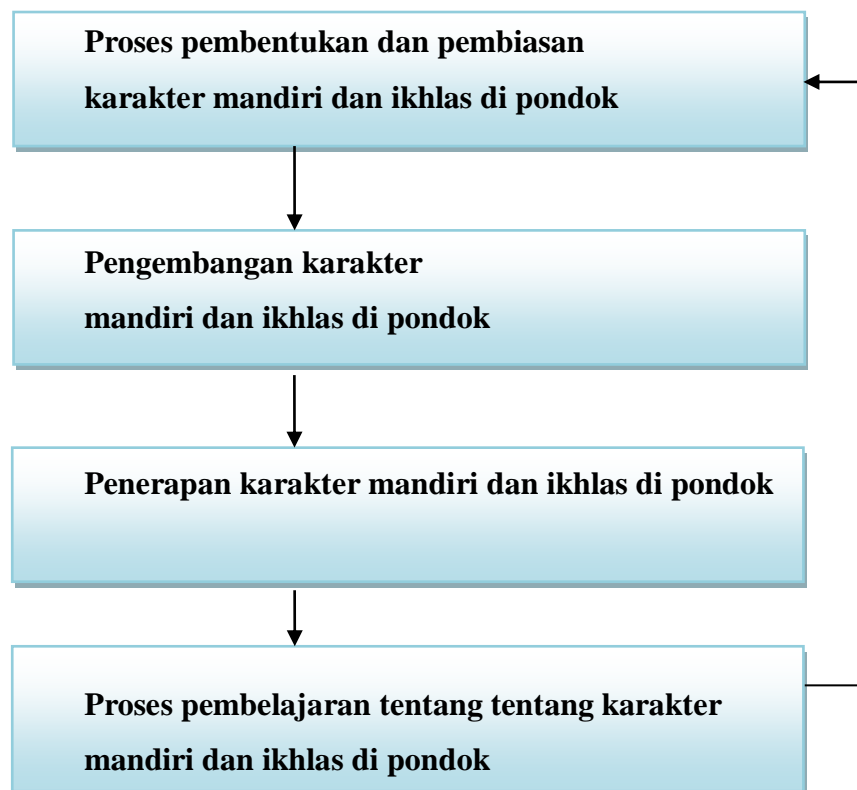 Proses pembentukan dan pembiasan
karakter mandiri dan ikhlas di pondok
Pengembangan karakter
mandiri dan ikhlas di pondok
Penerapan karakter mandiri dan ikhlas di pondok
Proses pembelajaran tentang tentang karakter
mandiri dan ikhlas di pondok